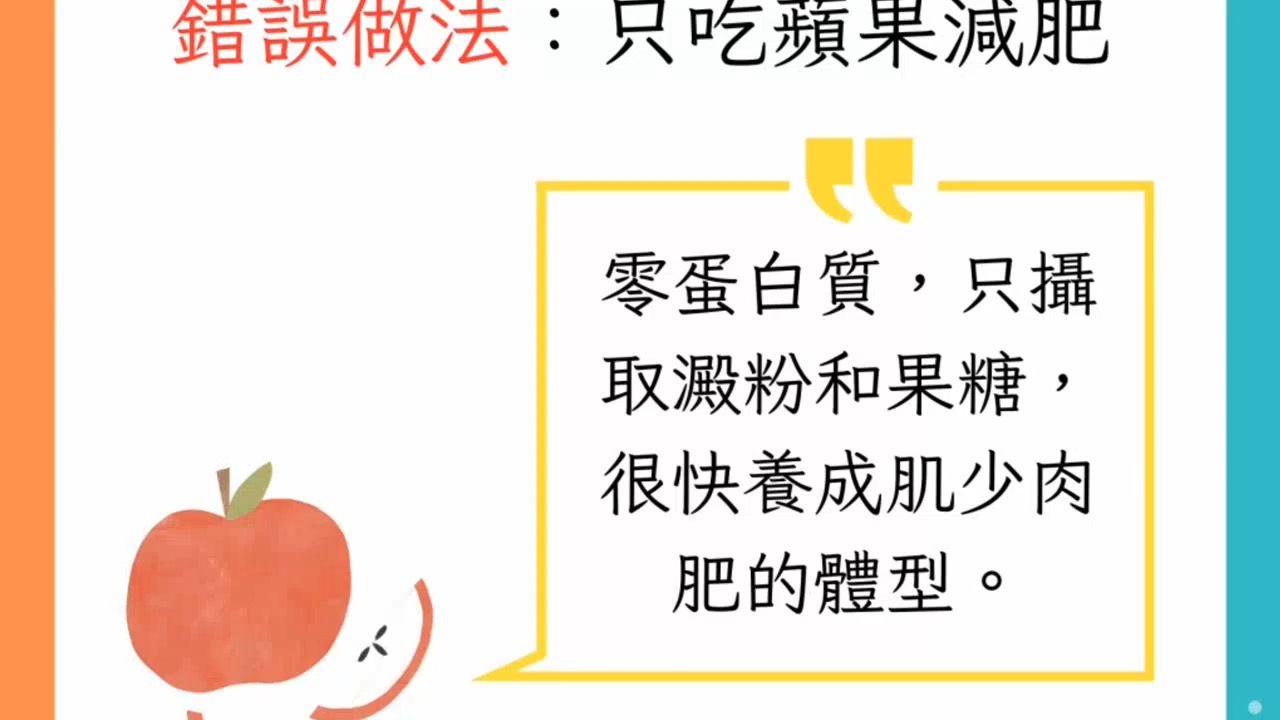 錯誤做法：只吃蘋果減肥
零蛋白質，只攝
取澱粉和果糖，
很快養成肌少肉
肥的體型。